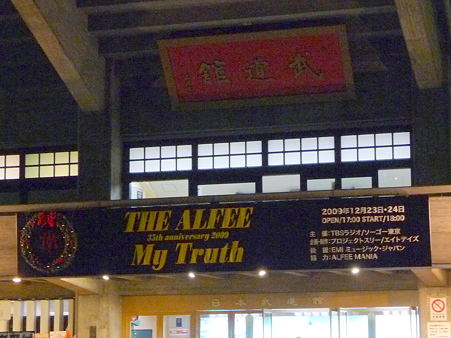 武道館
THE ALFEE
35th anniversary 2009
My Truth
2009年12月23日・24日
OPEN/17:00 START/18:00
主 催:TBSラジオ/ソーゴー東京
企画・制作:プロジェクトスリー/エイトデイズ
後 援:EMI ミュージック・ジャパン
協 力:ALFEE MANIA
日本武道館